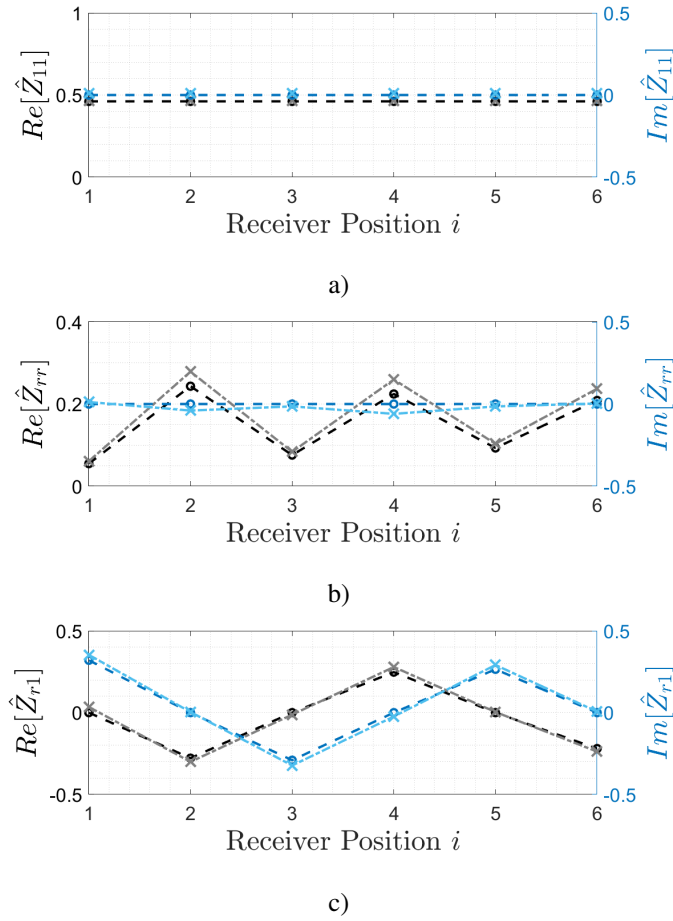 1
0.5
0.5
0
0
-0.5
Re[Ẑ₁₁]
Im[Ẑ₁₁]
1 2 3 4 5 6
Receiver Position i
a)
0.4
0.5
0.2
0
0
-0.5
Re[Ẑᵣᵣ]
Im[Ẑᵣᵣ]
1 2 3 4 5 6
Receiver Position i
b)
0.5
0.5
0
0
-0.5
-0.5
Re[Ẑᵣ₁]
Im[Ẑᵣ₁]
1 2 3 4 5 6
Receiver Position i
c)